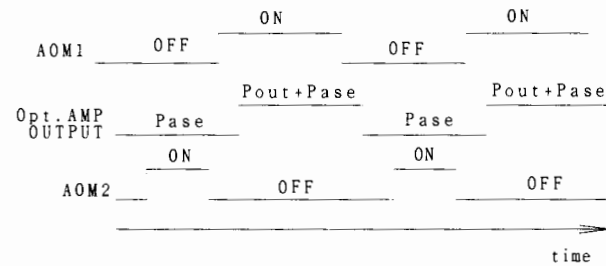 ON ON
AOM1 OFF OFF
Pout+Pase Pout+Pase
Opt.AMP
OUTPUT Pase Pase
ON ON
AOM2 OFF OFF
time